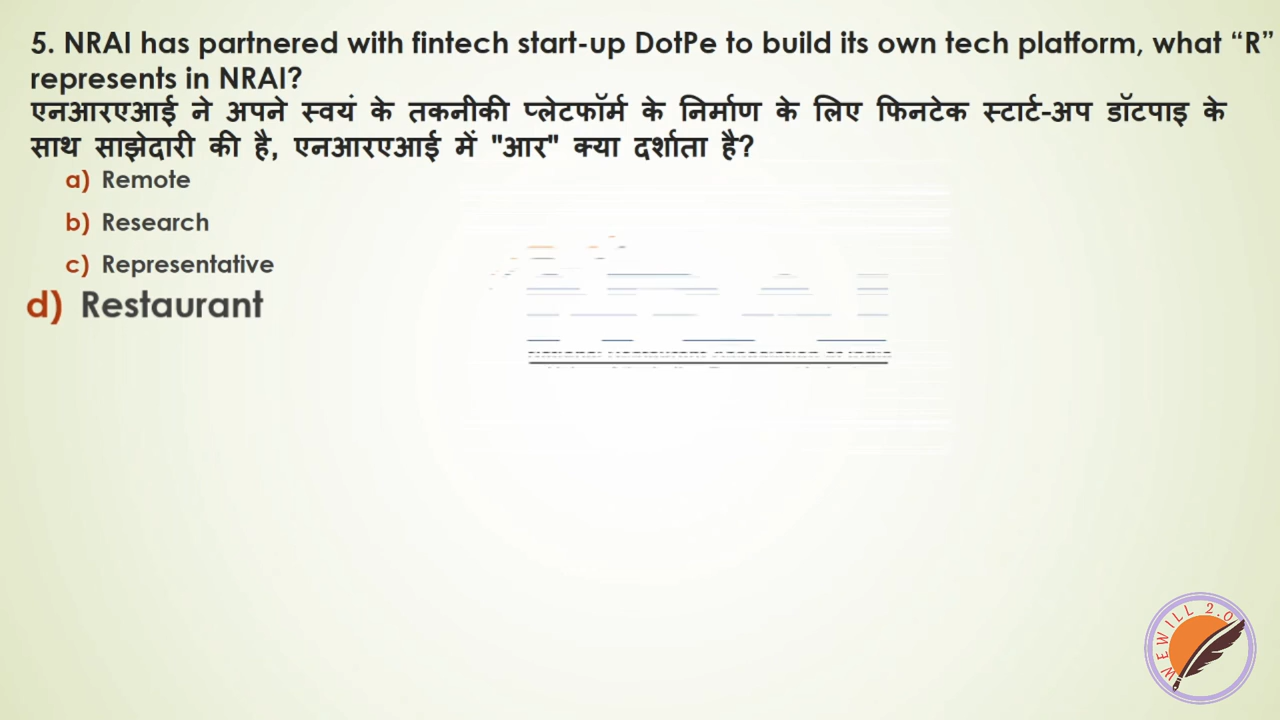 5. NRAI has partnered with fintech start-up DotPe to build its own tech platform, what “R”
represents in NRAI?
एनआरएआई ने अपने स्वयं के तकनीकी प्लेटफॉर्म के निर्माण के लिए फिनटेक स्टार्ट-अप डॉटपाइ के
साथ साझेदारी की है, एनआरएआई में "आर" क्या दर्शाता है?
a) Remote
b) Research
c) Representative
d) Restaurant
WEWILL 2.0